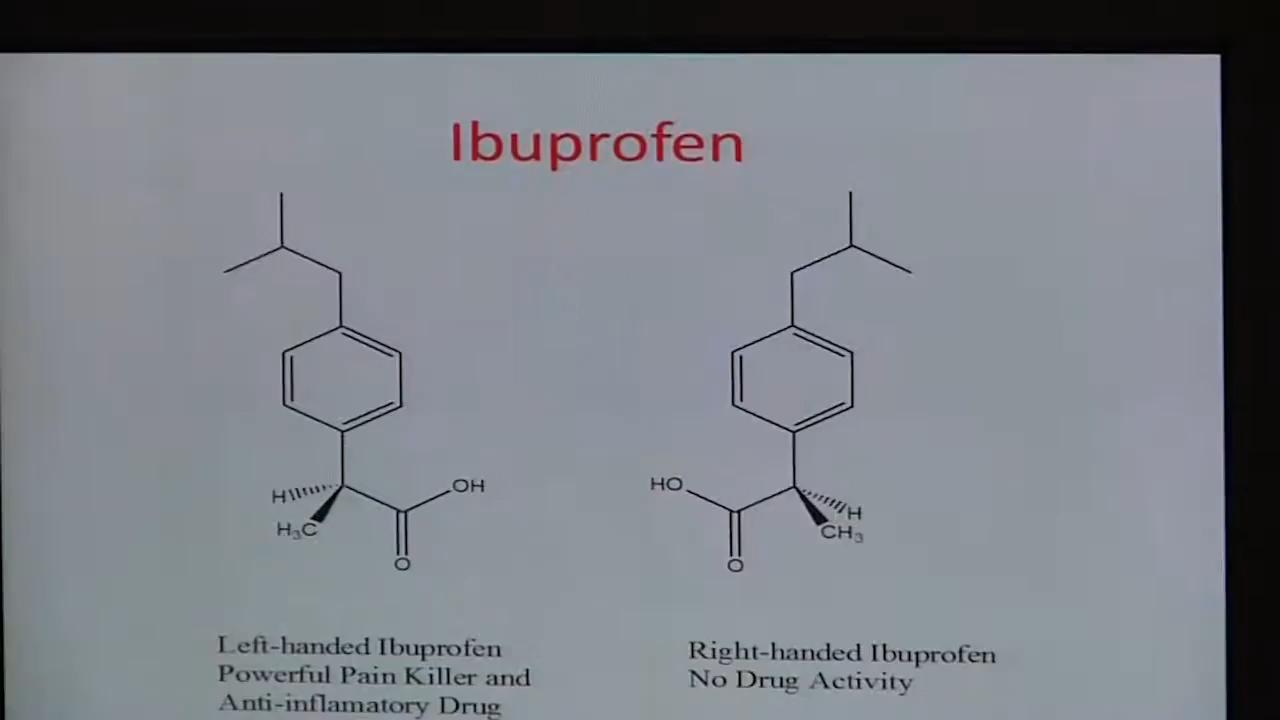 Ibuprofen
H
H₃C
OH
O
HO
O
H
CH₃
Left-handed Ibuprofen
Powerful Pain Killer and
Anti-inflamatory Drug
Right-handed Ibuprofen
No Drug Activity